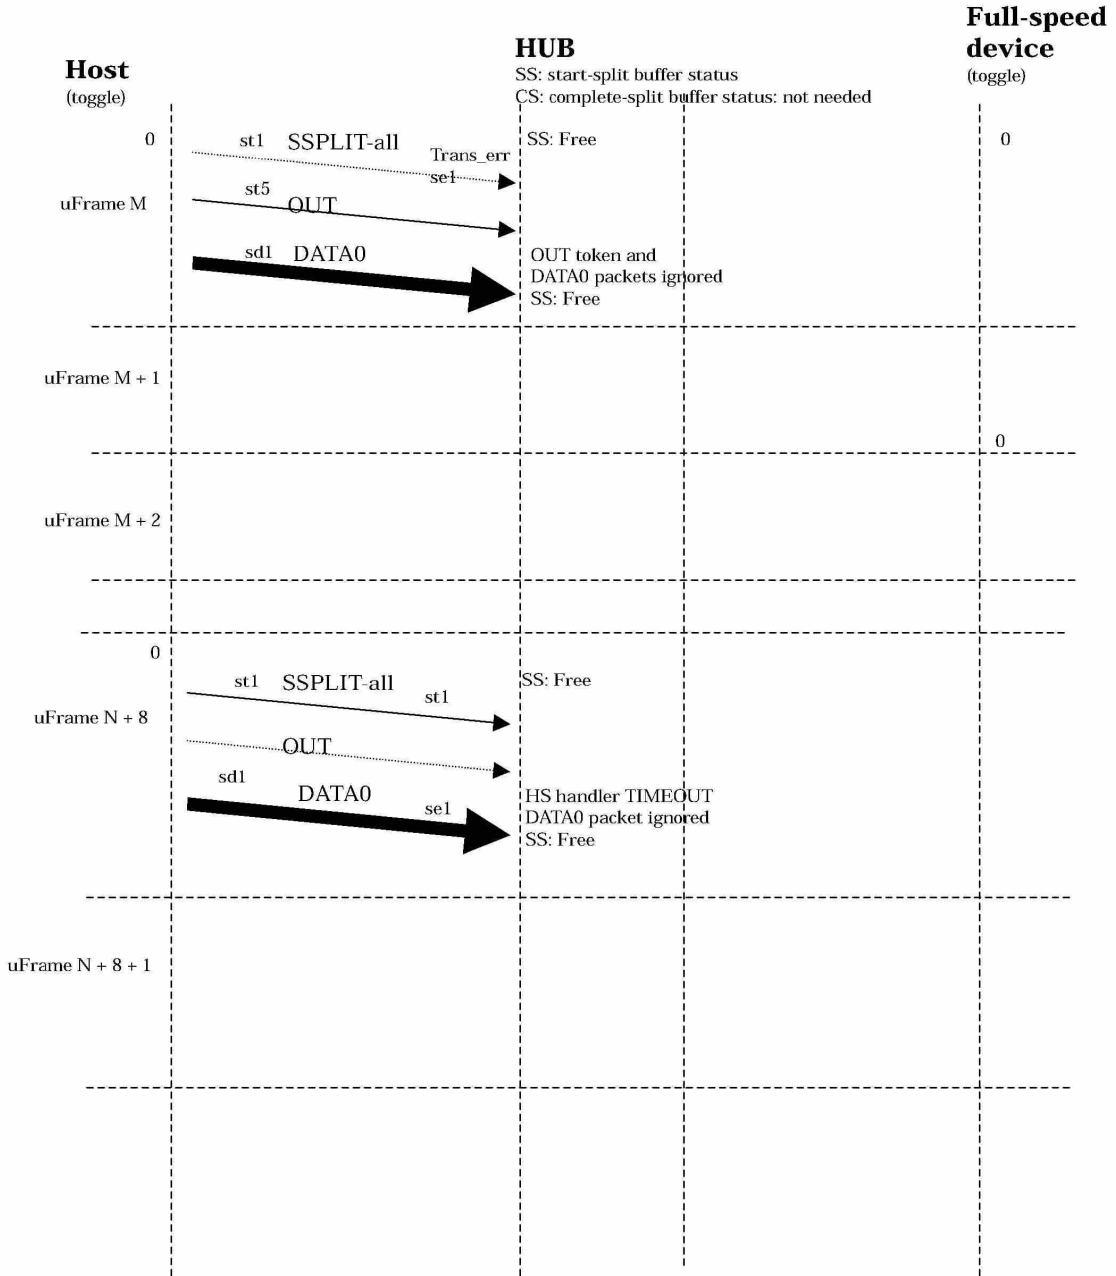 Full-speed
device
(toggle)
HUB
SS: start-split buffer status
CS: complete-split buffer status: not needed
Host
(toggle)
0
st1 SSPLIT-all
SS: Free
0
Trans_err
se1
st5
OUT
uFrame M
sd1 DATA0
OUT token and
DATA0 packets ignored
SS: Free
uFrame M + 1
0
uFrame M + 2
0
st1 SSPLIT-all
st1
SS: Free
uFrame N + 8
OUT
sd1
DATA0
se1
HS handler TIMEOUT
DATA0 packet ignored
SS: Free
uFrame N + 8 + 1